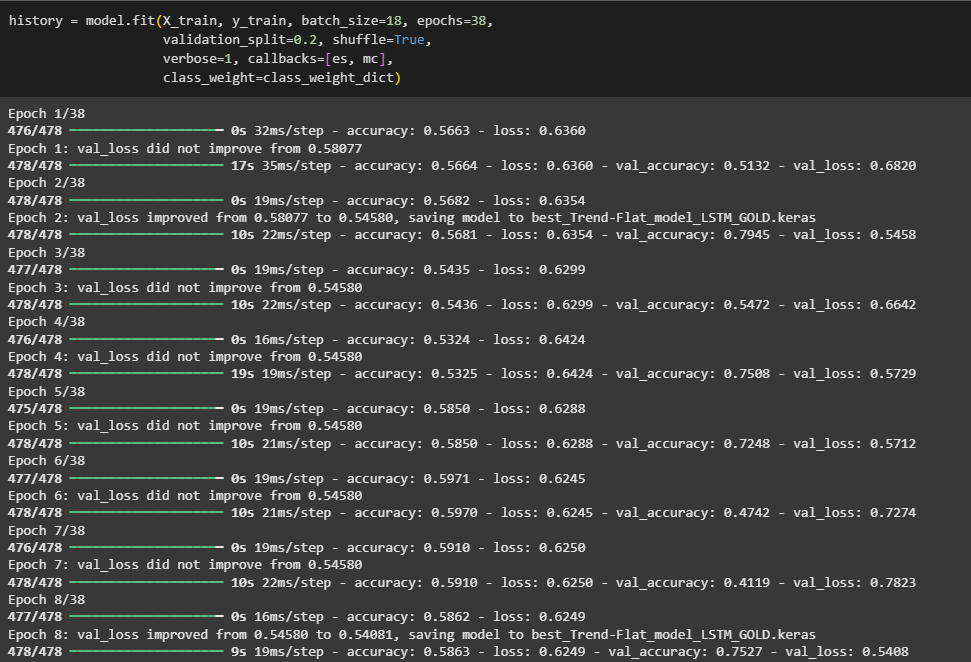 history = model.fit(X_train, y_train, batch_size=18, epochs=38,
validation_split=0.2, shuffle=True,
verbose=1, callbacks=[es, mc],
class_weight=class_weight_dict)
Epoch 1/38
476/478 0s 32ms/step - accuracy: 0.5663 - loss: 0.6360
Epoch 1: val_loss did not improve from 0.58077
478/478 17s 35ms/step - accuracy: 0.5664 - loss: 0.6360 - val_accuracy: 0.5132 - val_loss: 0.6820
Epoch 2/38
478/478 0s 19ms/step - accuracy: 0.5682 - loss: 0.6354
Epoch 2: val_loss improved from 0.58077 to 0.54580, saving model to best_Trend-Flat_model_LSTM_GOLD.keras
478/478 10s 22ms/step - accuracy: 0.5681 - loss: 0.6354 - val_accuracy: 0.7945 - val_loss: 0.5458
Epoch 3/38
477/478 0s 19ms/step - accuracy: 0.5435 - loss: 0.6299
Epoch 3: val_loss did not improve from 0.54580
478/478 10s 22ms/step - accuracy: 0.5436 - loss: 0.6299 - val_accuracy: 0.5472 - val_loss: 0.6642
Epoch 4/38
476/478 0s 16ms/step - accuracy: 0.5324 - loss: 0.6424
Epoch 4: val_loss did not improve from 0.54580
478/478 19s 19ms/step - accuracy: 0.5325 - loss: 0.6424 - val_accuracy: 0.7508 - val_loss: 0.5729
Epoch 5/38
475/478 0s 19ms/step - accuracy: 0.5850 - loss: 0.6288
Epoch 5: val_loss did not improve from 0.54580
478/478 10s 21ms/step - accuracy: 0.5850 - loss: 0.6288 - val_accuracy: 0.7248 - val_loss: 0.5712
Epoch 6/38
477/478 0s 19ms/step - accuracy: 0.5971 - loss: 0.6245
Epoch 6: val_loss did not improve from 0.54580
478/478 10s 21ms/step - accuracy: 0.5970 - loss: 0.6245 - val_accuracy: 0.4742 - val_loss: 0.7274
Epoch 7/38
476/478 0s 19ms/step - accuracy: 0.5910 - loss: 0.6250
Epoch 7: val_loss did not improve from 0.54580
478/478 10s 22ms/step - accuracy: 0.5910 - loss: 0.6250 - val_accuracy: 0.4119 - val_loss: 0.7823
Epoch 8/38
477/478 0s 16ms/step - accuracy: 0.5862 - loss: 0.6249
Epoch 8: val_loss improved from 0.54580 to 0.54081, saving model to best_Trend-Flat_model_LSTM_GOLD.keras
478/478 9s 19ms/step - accuracy: 0.5863 - loss: 0.6249 - val_accuracy: 0.7527 - val_loss: 0.5408